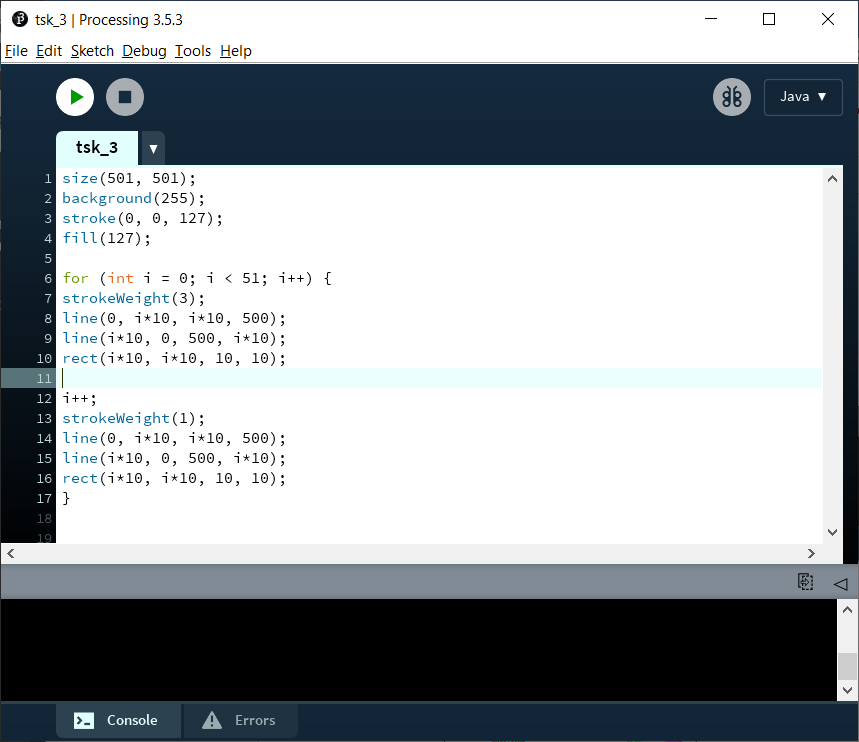 tsk_3 | Processing 3.5.3
File Edit Sketch Debug Tools Help
Java ▼
tsk_3 ▼
1 size(501, 501);
2 background(255);
3 stroke(0, 0, 127);
4 fill(127);
5
6 for (int i = 0; i < 51; i++) {
7 strokeWeight(3);
8 line(0, i*10, i*10, 500);
9 line(i*10, 0, 500, i*10);
10 rect(i*10, i*10, 10, 10);
11
12 i++;
13 strokeWeight(1);
14 line(0, i*10, i*10, 500);
15 line(i*10, 0, 500, i*10);
16 rect(i*10, i*10, 10, 10);
17 }
18
19
Console Errors